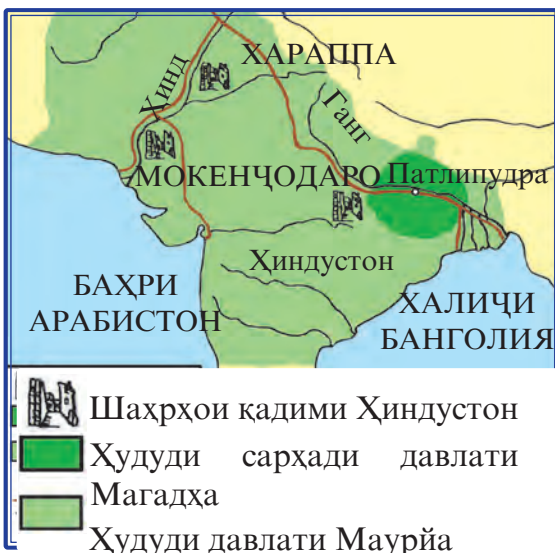 ХАРАППА
Ҳинд
Ганг
МОКЕНҶОДАРО
Патлипудра
Ҳиндустон
БАҲРИ
АРАБИСТОН
ХАЛИҶИ
БАНГОЛИЯ
Шаҳрҳои қадими Ҳиндустон
Ҳудуди сарҳади давлати
Магадҳа
Ҳудуди давлати Маурйа